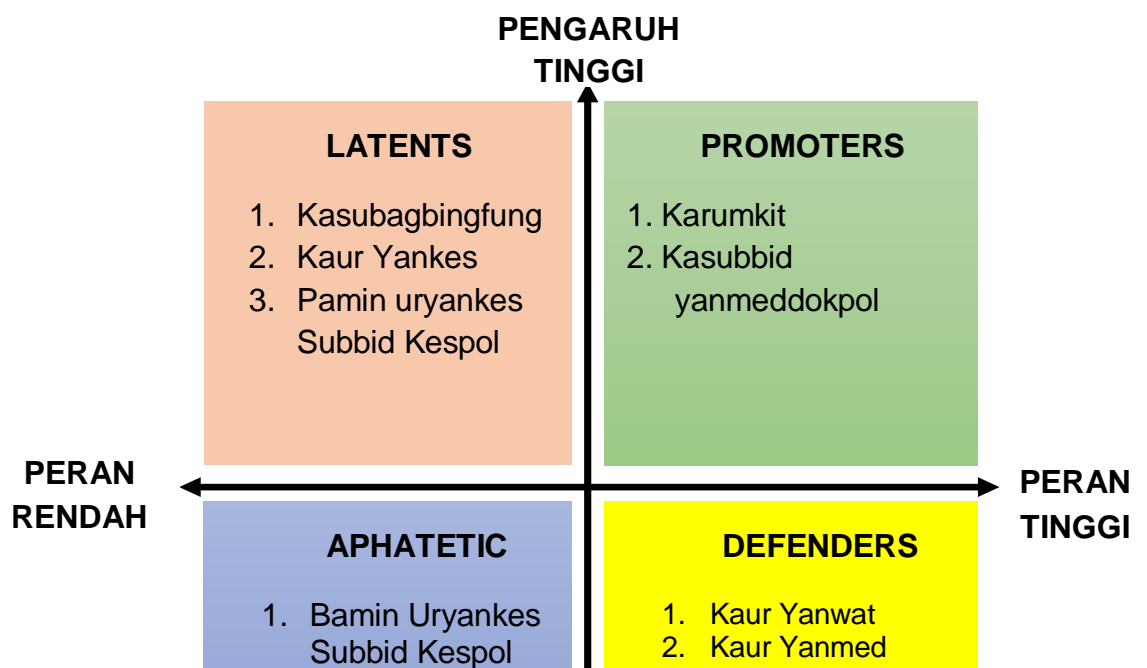 PENGARUH
TINGGI
LATENTS
1. Kasubagbingfung
2. Kaur Yankes
3. Pamin uryankes
Subbid Kespol
PROMOTERS
1. Karumkit
2. Kasubbid
yanmeddokpol
PERAN
RENDAH
PERAN
TINGGI
APHATETIC
1. Bamin Uryankes
Subbid Kespol
DEFENDERS
1. Kaur Yanwat
2. Kaur Yanmed